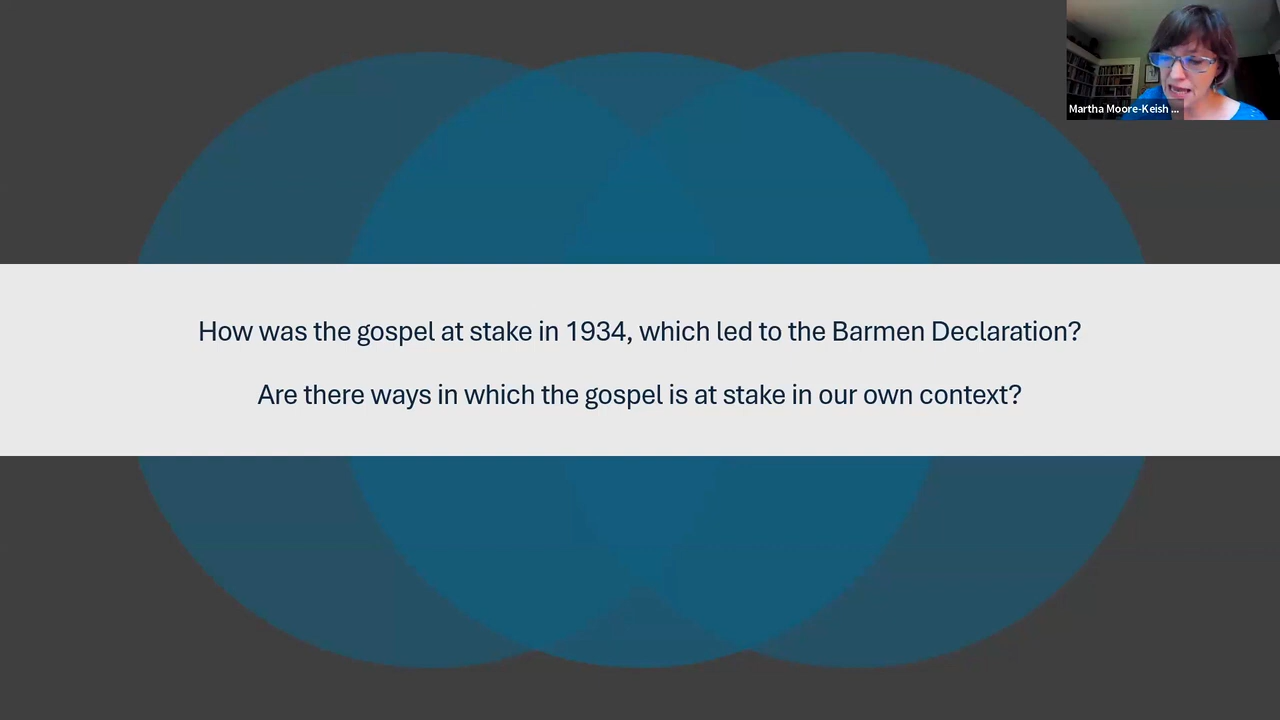 Martha Moore-Keish ...
How was the gospel at stake in 1934, which led to the Barmen Declaration?
Are there ways in which the gospel is at stake in our own context?